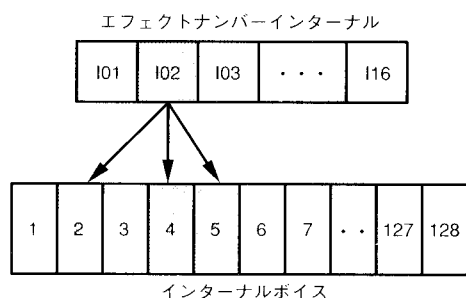 エフェクトナンバーインターナル
I01 I02 I03 ・・・ I16
1 2 3 4 5 6 7 ・・ 127 128
インターナルボイス